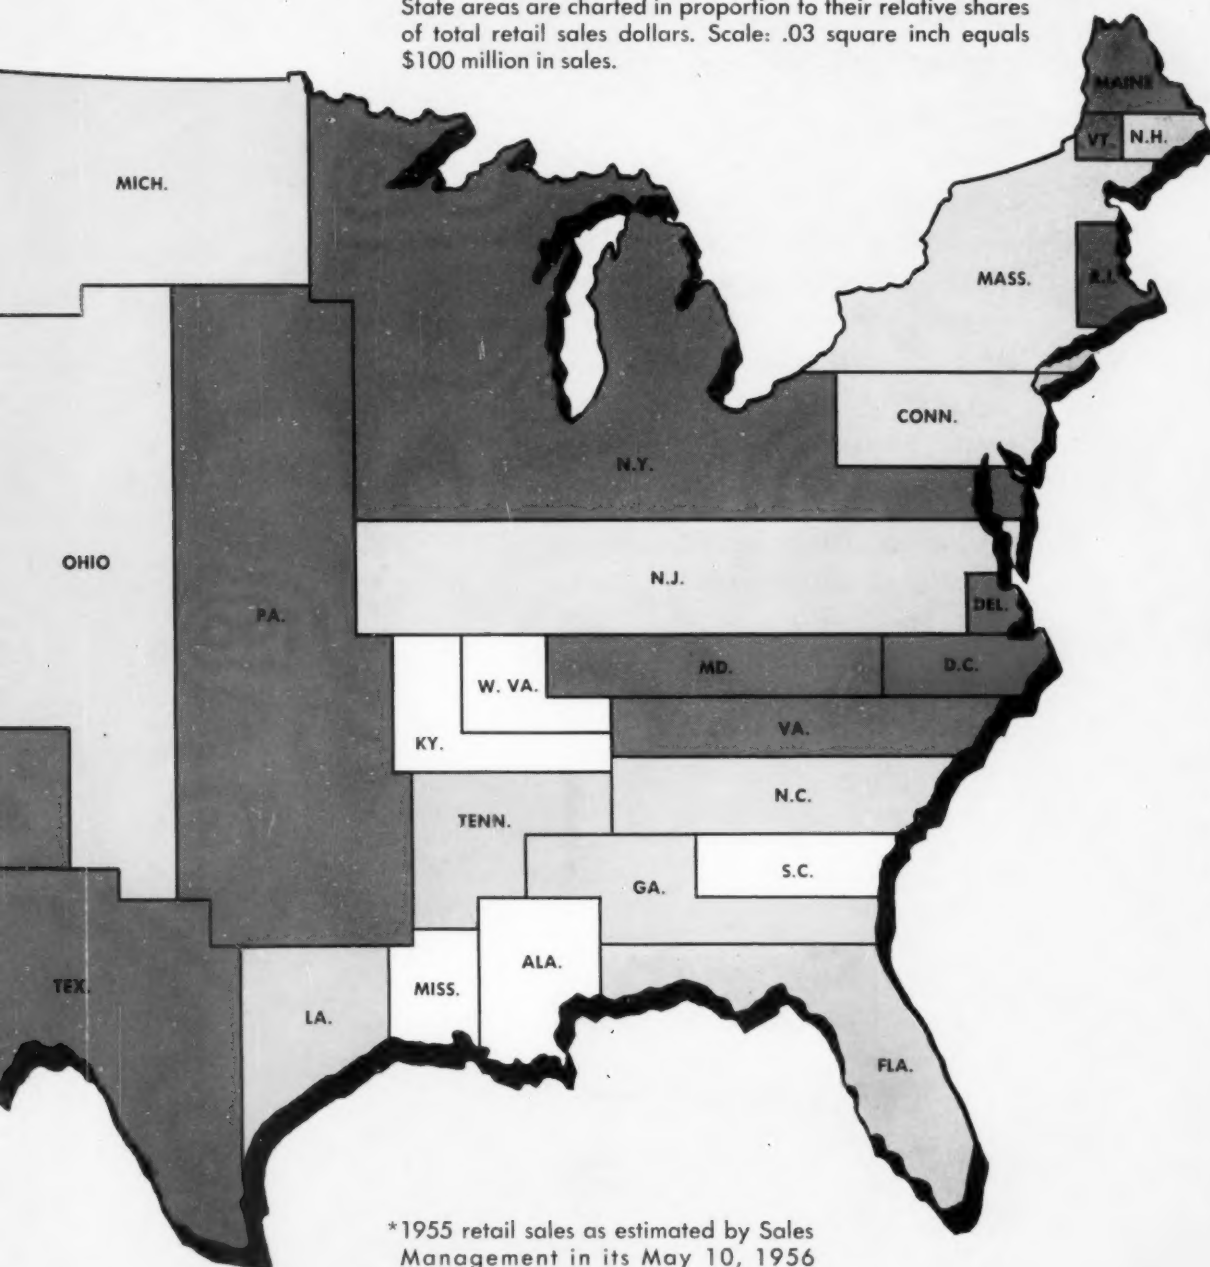 State areas are charted in proportion to their relative shares
of total retail sales dollars. Scale: .03 square inch equals
$100 million in sales.
MAINE
VT.
N.H.
MICH.
MASS.
R.I.
CONN.
N.Y.
OHIO
N.J.
PA.
DEL.
MD.
D.C.
W. VA.
VA.
KY.
N.C.
TENN.
S.C.
GA.
ALA.
TEX.
MISS.
LA.
FLA.
*1955 retail sales as estimated by Sales
Management in its May 10, 1956